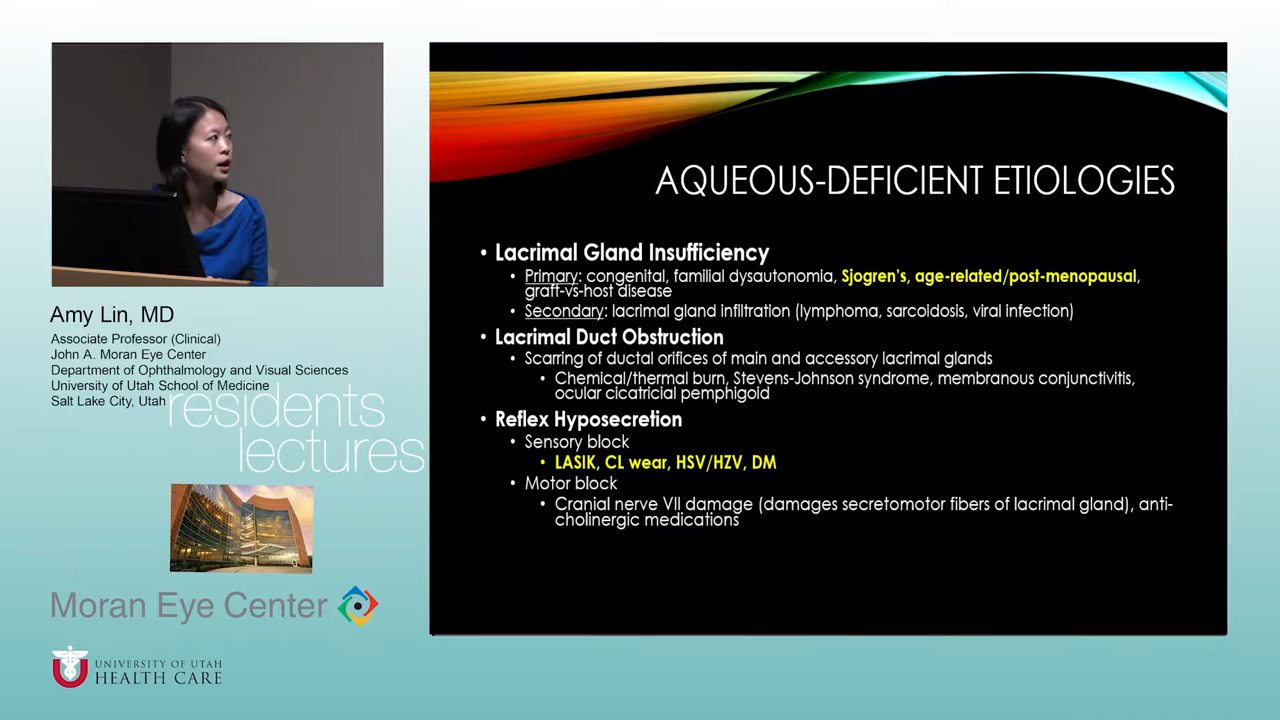 AQUEOUS-DEFICIENT ETIOLOGIES
• Lacrimal Gland Insufficiency
• Primary: congenital, familial dysautonomia, Sjogren's, age-related/post-menopausal,
graft-vs-host disease
• Secondary: lacrimal gland infiltration (lymphoma, sarcoidosis, viral infection)
• Lacrimal Duct Obstruction
• Scarring of ductal orifices of main and accessory lacrimal glands
• Chemical/thermal burn, Stevens-Johnson syndrome, membranous conjunctivitis,
ocular cicatricial pemphigoid
• Reflex Hyposecretion
• Sensory block
• LASIK, CL wear, HSV/HZV, DM
• Motor block
• Cranial nerve VII damage (damages secretomotor fibers of lacrimal gland), anti-
cholinergic medications
Amy Lin, MD
Associate Professor (Clinical)
John A. Moran Eye Center
Department of Ophthalmology and Visual Sciences
University of Utah School of Medicine
Salt Lake City, Utah
residents
lectures
Moran Eye Center
U
UNIVERSITY OF UTAH
HEALTH CARE